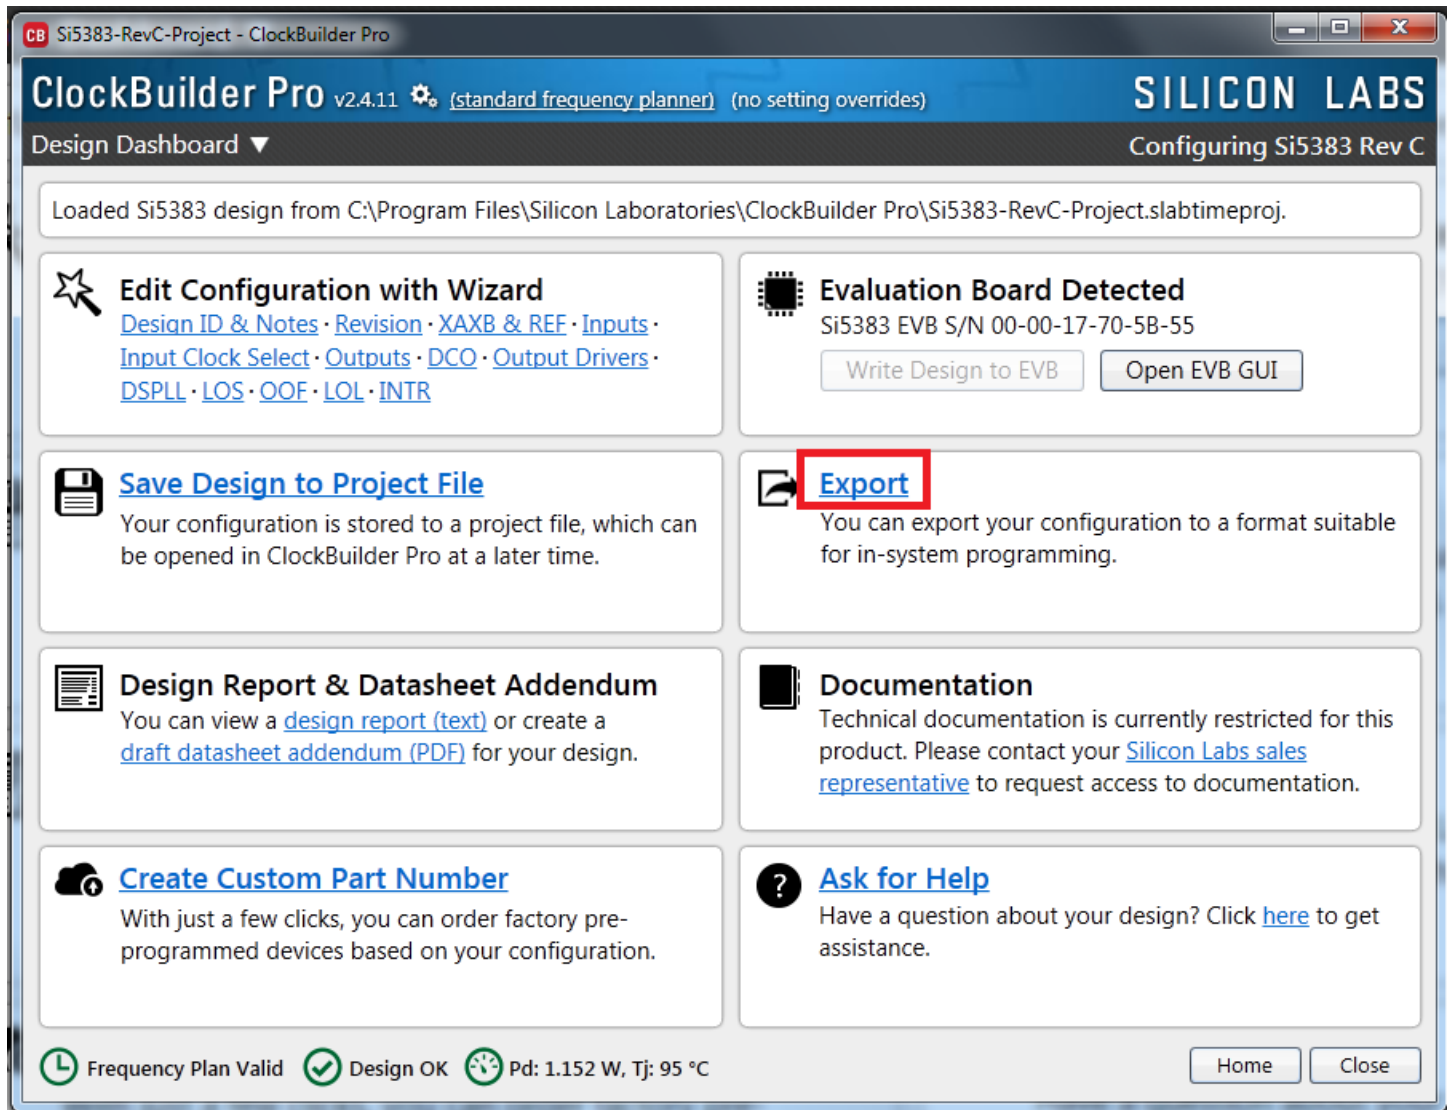 CB Si5383-RevC-Project - ClockBuilder Pro
ClockBuilder Pro v2.4.11 (standard frequency planner) (no setting overrides) SILICON LABS
Design Dashboard ▼ Configuring Si5383 Rev C
Loaded Si5383 design from C:\Program Files\Silicon Laboratories\ClockBuilder Pro\Si5383-RevC-Project.slabtimeproj.
Edit Configuration with Wizard
Design ID & Notes · Revision · XAXB & REF · Inputs ·
Input Clock Select · Outputs · DCO · Output Drivers ·
DSPLL · LOS · OOF · LOL · INTR
Evaluation Board Detected
Si5383 EVB S/N 00-00-17-70-5B-55
Write Design to EVB Open EVB GUI
Save Design to Project File
Your configuration is stored to a project file, which can
be opened in ClockBuilder Pro at a later time.
Export
You can export your configuration to a format suitable
for in-system programming.
Design Report & Datasheet Addendum
You can view a design report (text) or create a
draft datasheet addendum (PDF) for your design.
Documentation
Technical documentation is currently restricted for this
product. Please contact your Silicon Labs sales
representative to request access to documentation.
Create Custom Part Number
With just a few clicks, you can order factory pre-
programmed devices based on your configuration.
? Ask for Help
Have a question about your design? Click here to get
assistance.
Frequency Plan Valid Design OK Pd: 1.152 W, Tj: 95 °C Home Close